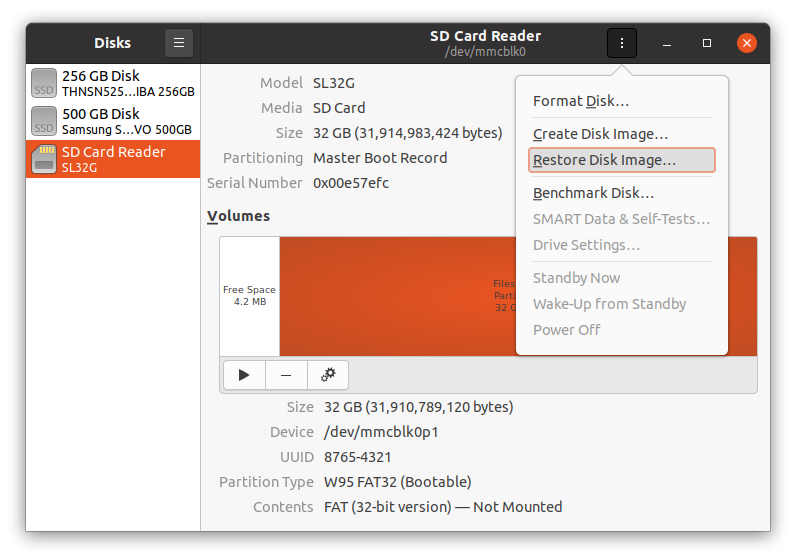 Disks
SD Card Reader
/dev/mmcblk0
SSD
256 GB Disk
THNSN525…IBA 256GB
SSD
500 GB Disk
Samsung S…VO 500GB
SD Card Reader
SL32G
Model SL32G
Media SD Card
Size 32 GB (31,914,983,424 bytes)
Partitioning Master Boot Record
Serial Number 0x00e57efc
Volumes
Free Space
4.2 MB
Files
Parti
32 G
Format Disk…
Create Disk Image…
Restore Disk Image…
Benchmark Disk…
SMART Data & Self-Tests…
Drive Settings…
Standby Now
Wake-Up from Standby
Power Off
Size 32 GB (31,910,789,120 bytes)
Device /dev/mmcblk0p1
UUID 8765-4321
Partition Type W95 FAT32 (Bootable)
Contents FAT (32-bit version) — Not Mounted